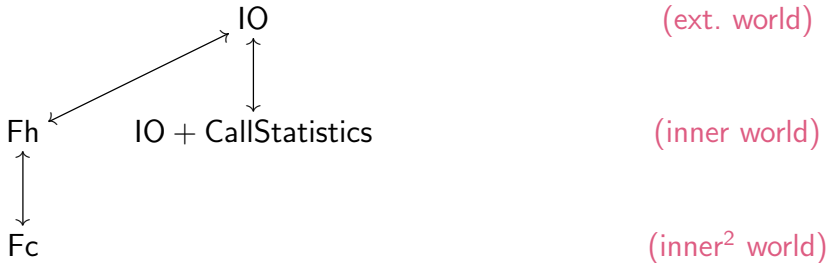 IO (ext. world)
Fh IO + CallStatistics (inner world)
Fc (inner² world)